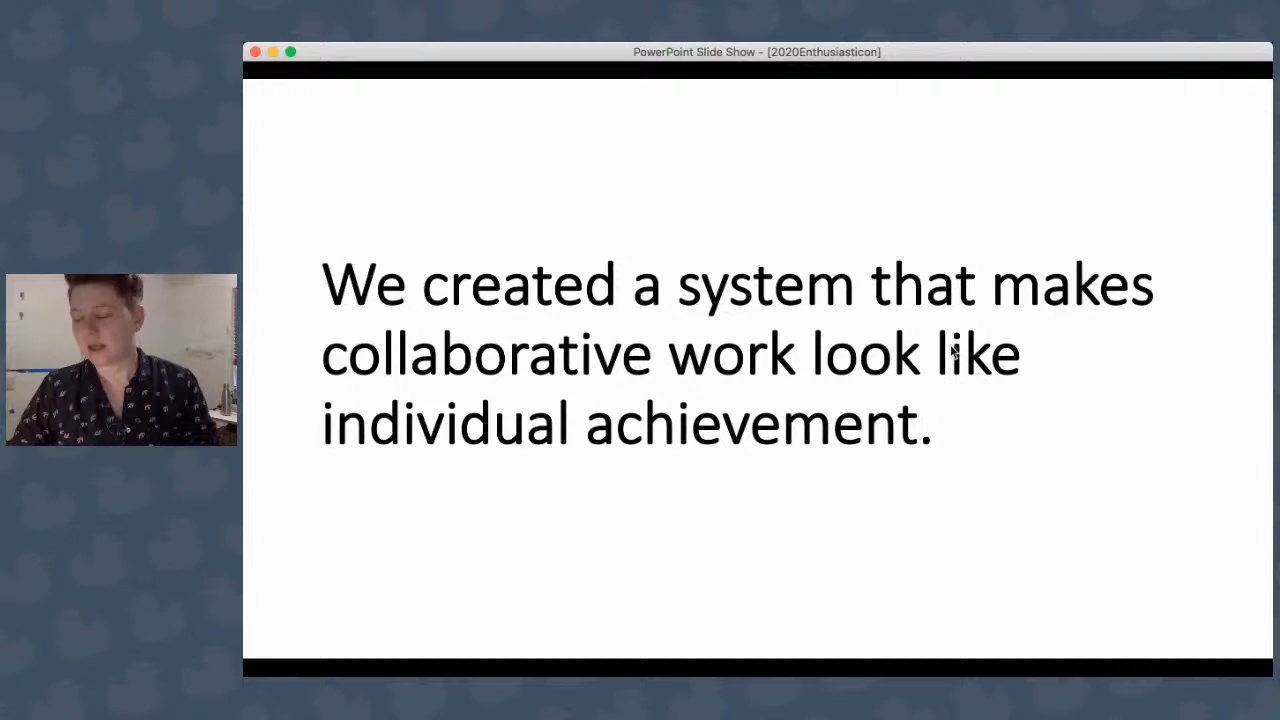 PowerPoint Slide Show - [2020Enthusiasticon]
We created a system that makes
collaborative work look like
individual achievement.